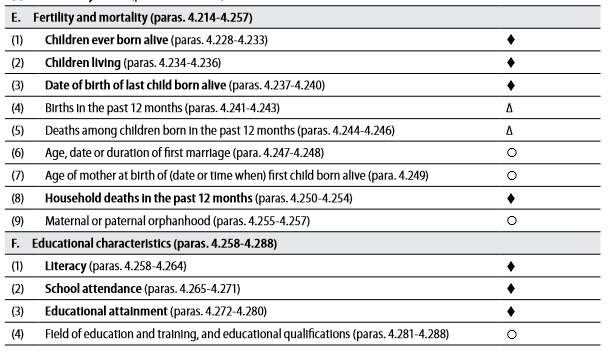 E. Fertility and mortality (paras. 4.214-4.257)
(1) Children ever born alive (paras. 4.228-4.233) ♦
(2) Children living (paras. 4.234-4.236) ♦
(3) Date of birth of last child born alive (paras. 4.237-4.240) ♦
(4) Births in the past 12 months (paras. 4.241-4.243) Δ
(5) Deaths among children born in the past 12 months (paras. 4.244-4.246) Δ
(6) Age, date or duration of first marriage (para. 4.247-4.248) ○
(7) Age of mother at birth of (date or time when) first child born alive (para. 4.249) ○
(8) Household deaths in the past 12 months (paras. 4.250-4.254) ♦
(9) Maternal or paternal orphanhood (paras. 4.255-4.257) ○
F. Educational characteristics (paras. 4.258-4.288)
(1) Literacy (paras. 4.258-4.264) ♦
(2) School attendance (paras. 4.265-4.271) ♦
(3) Educational attainment (paras. 4.272-4.280) ♦
(4) Field of education and training, and educational qualifications (paras. 4.281-4.288) ○